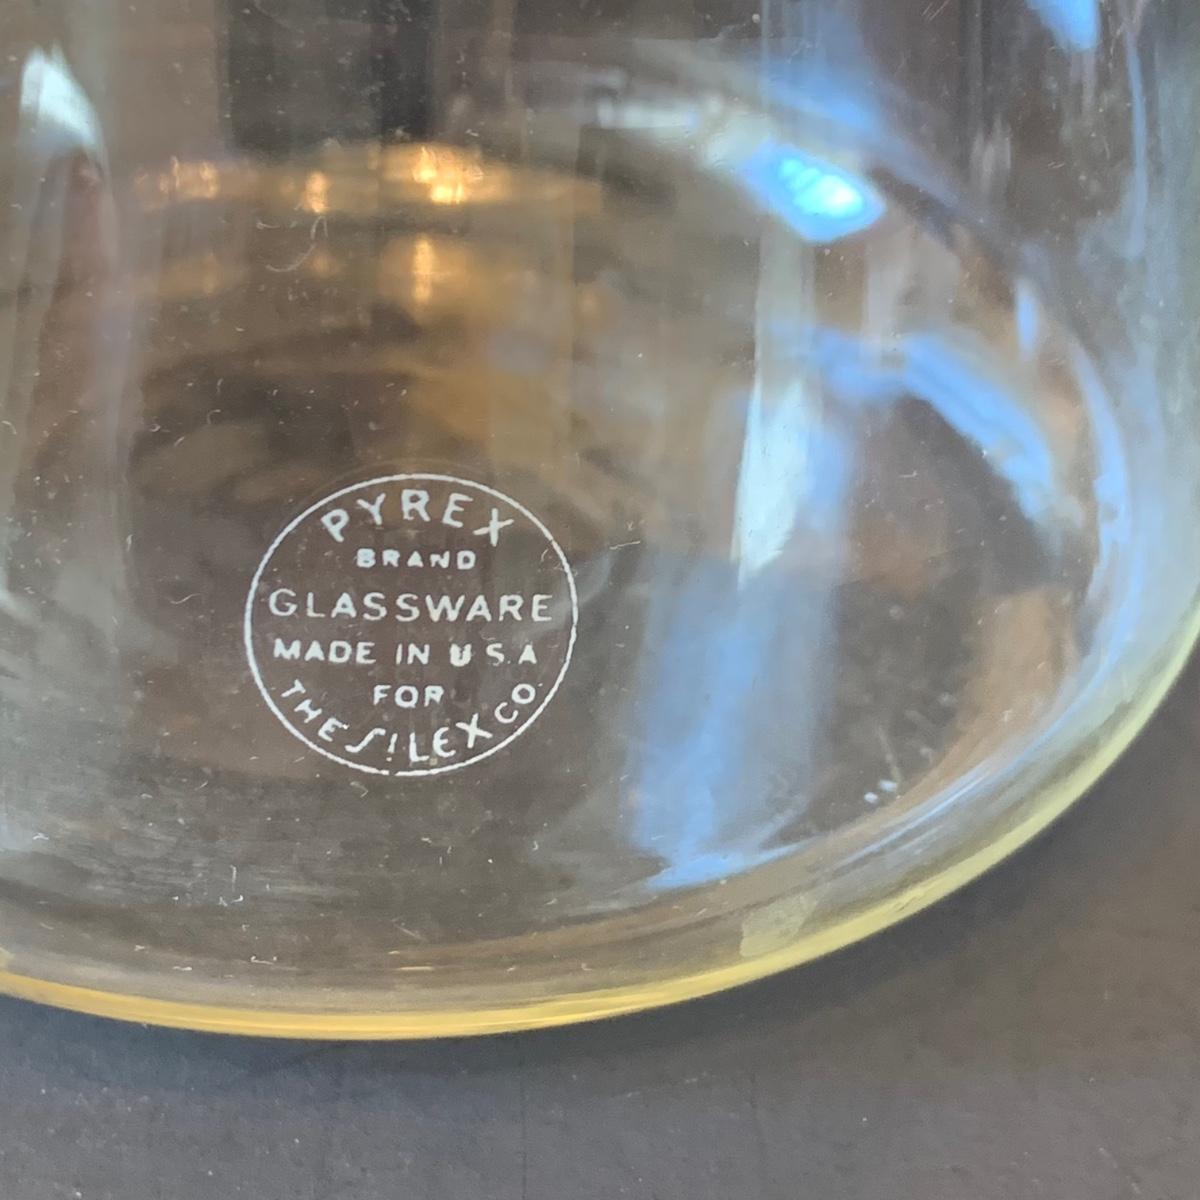 PYREX
BRAND
GLASSWARE
MADE IN U.S.A
FOR
THE SILEX CO.